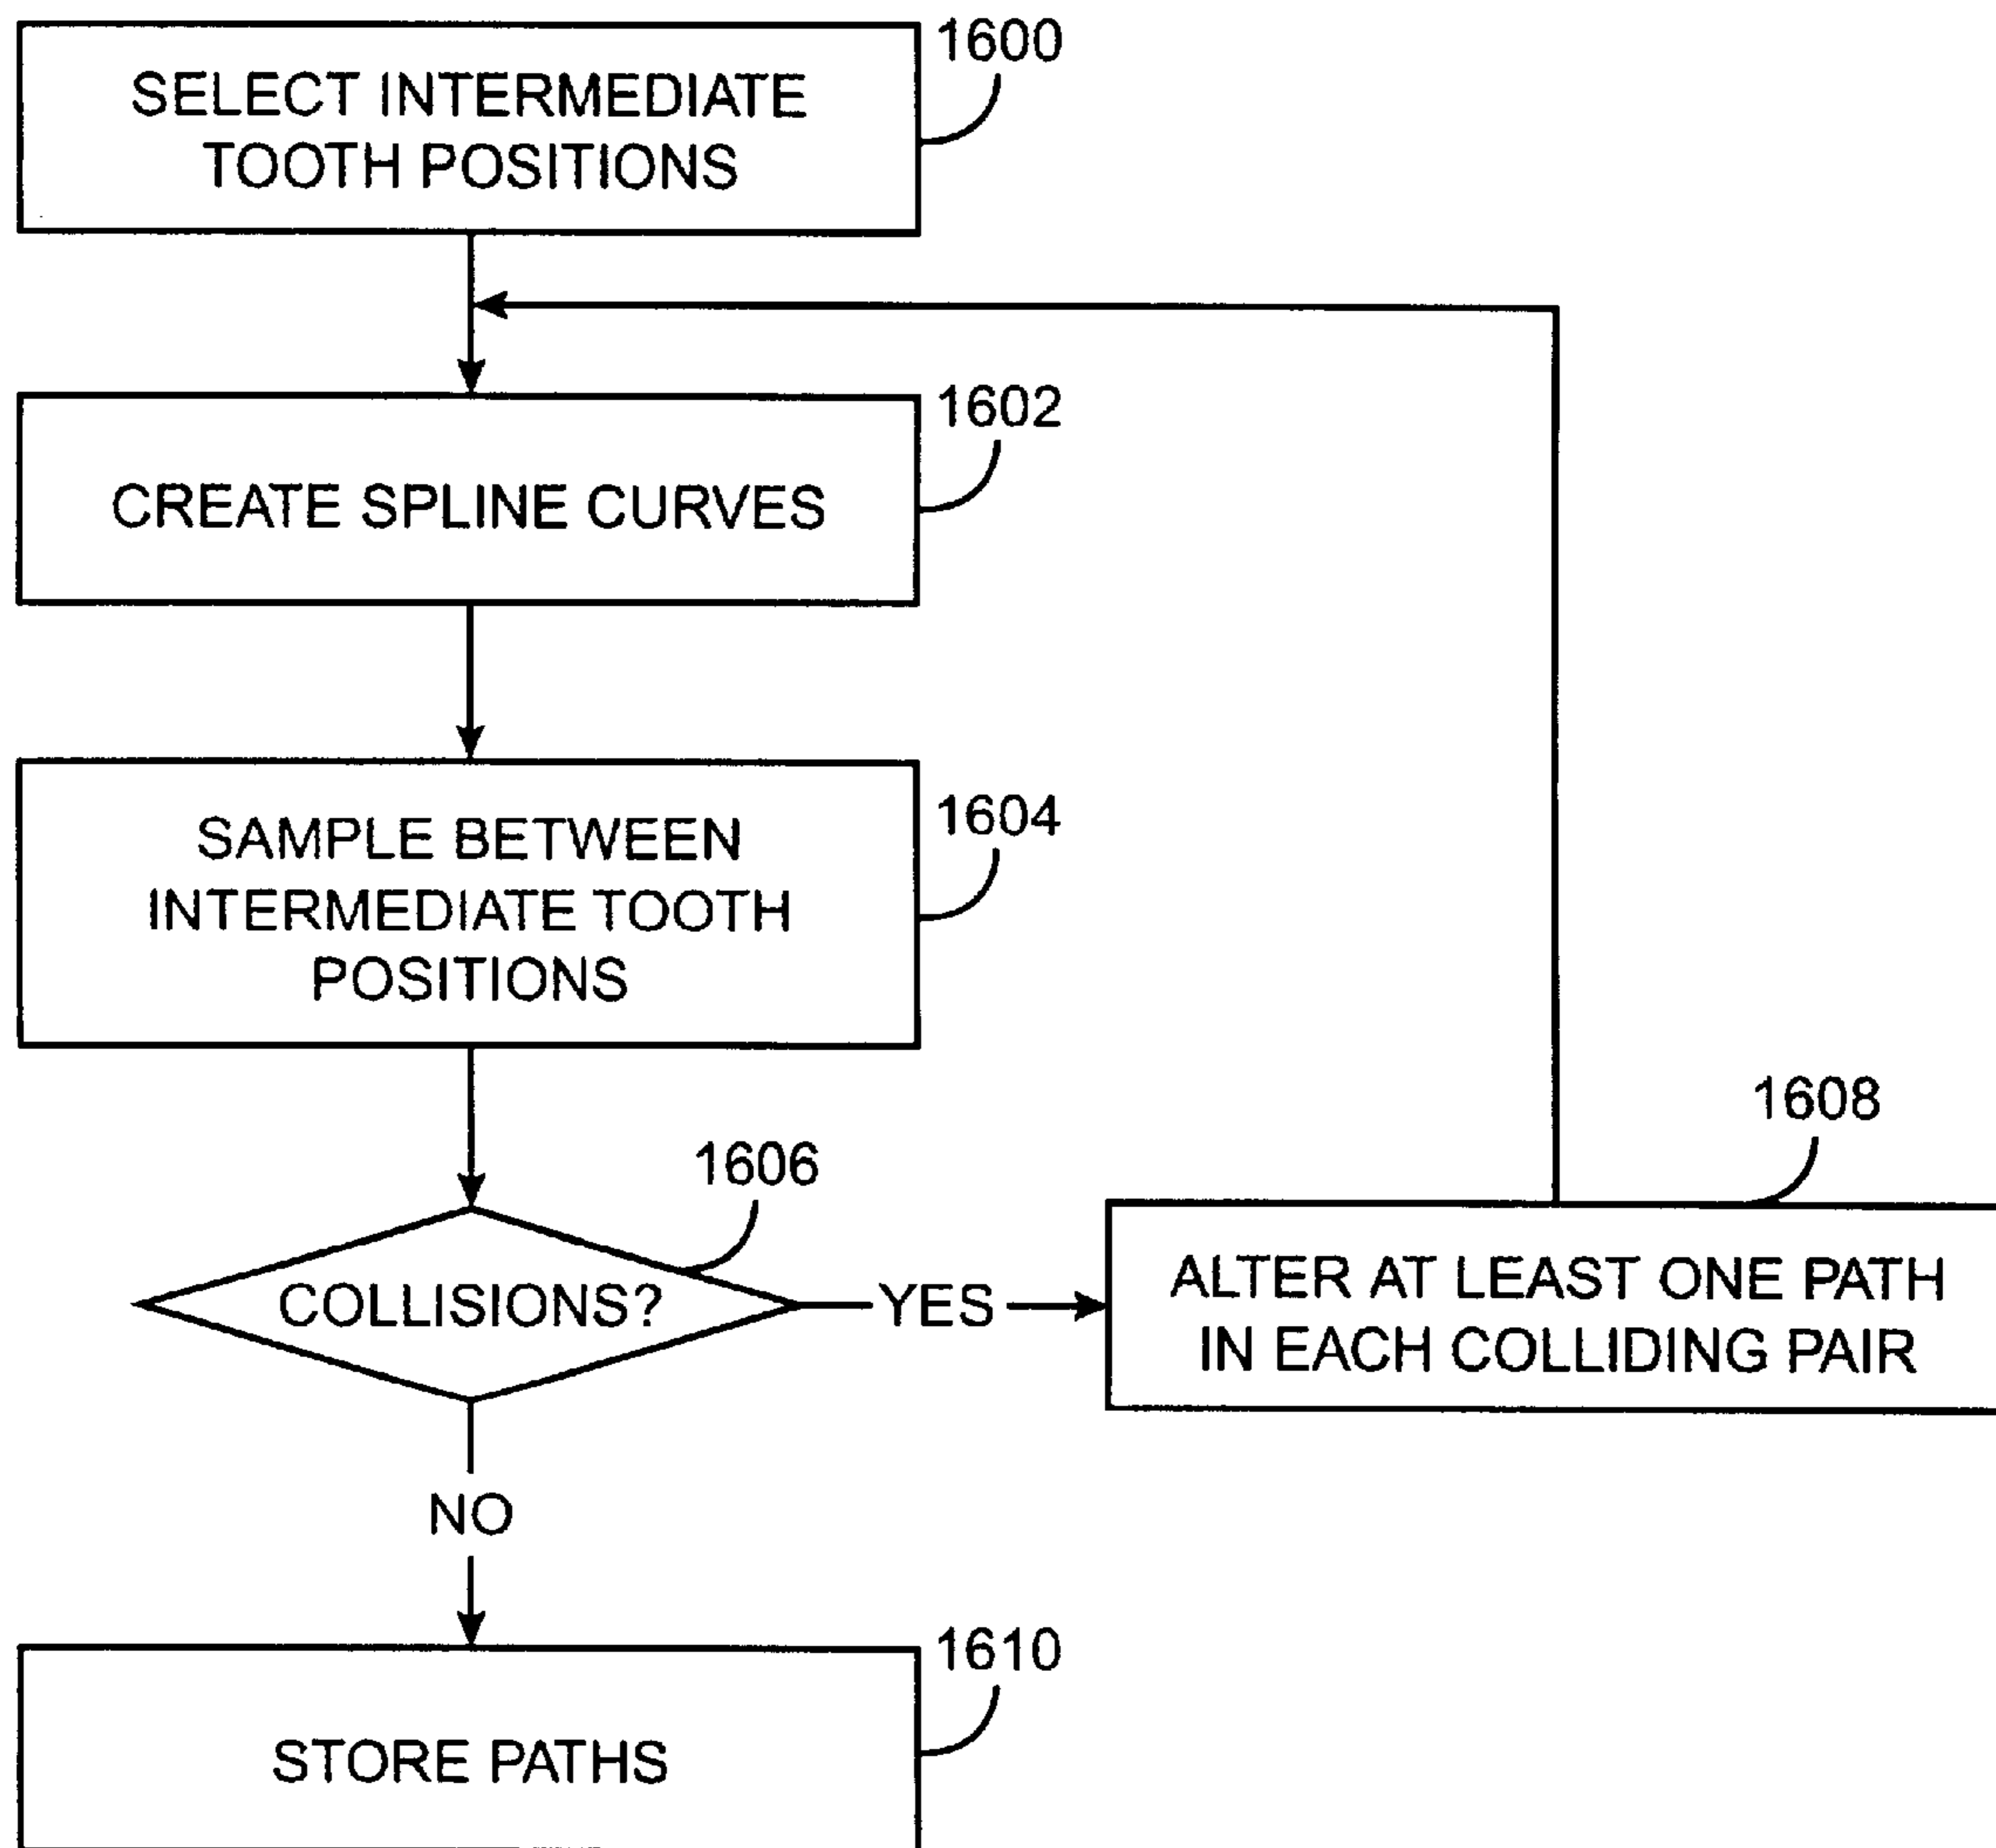 1600
SELECT INTERMEDIATE
TOOTH POSITIONS
1602
CREATE SPLINE CURVES
1604
SAMPLE BETWEEN
INTERMEDIATE TOOTH
POSITIONS
1606
COLLISIONS?
YES
1608
ALTER AT LEAST ONE PATH
IN EACH COLLIDING PAIR
NO
1610
STORE PATHS